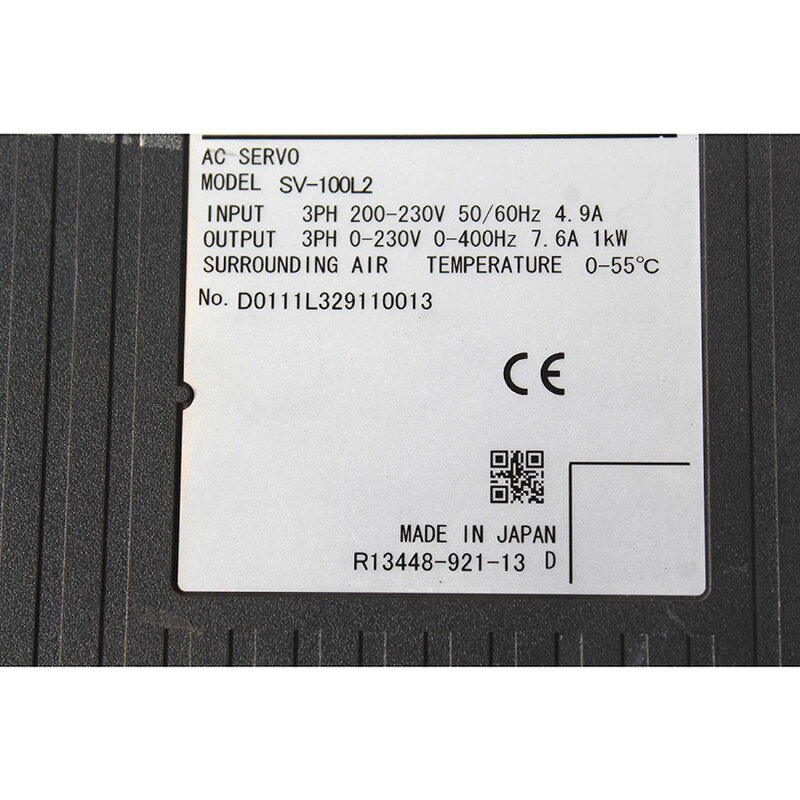 AC SERVO
MODEL SV-100L2
INPUT 3PH 200-230V 50/60Hz 4.9A
OUTPUT 3PH 0-230V 0-400Hz 7.6A 1kW
SURROUNDING AIR TEMPERATURE 0-55℃
No. D0111L329110013
CE
MADE IN JAPAN
R13448-921-13 D